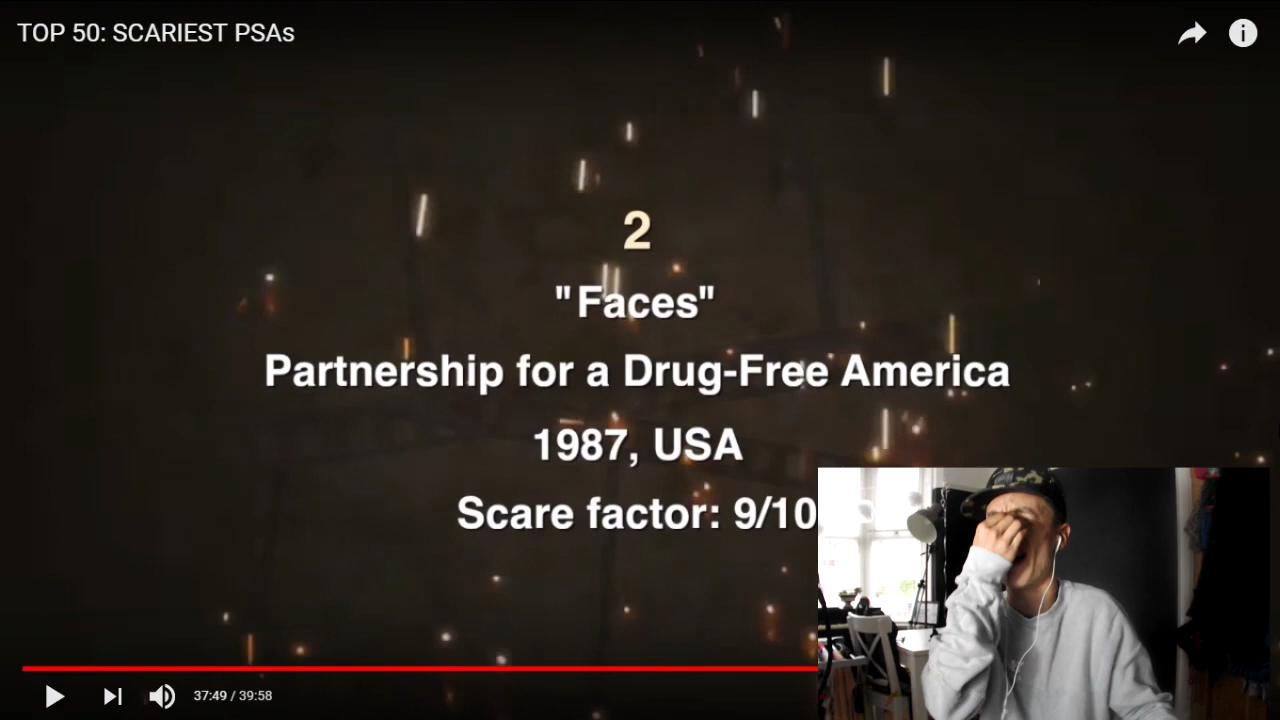 TOP 50: SCARIEST PSAs
2
"Faces"
Partnership for a Drug-Free America
1987, USA
Scare factor: 9/10
37:49 / 39:58